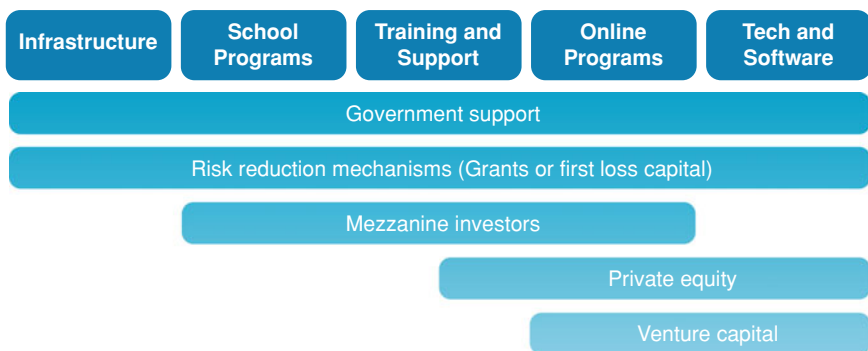 Infrastructure
School
Programs
Training and
Support
Online
Programs
Tech and
Software
Government support
Risk reduction mechanisms (Grants or first loss capital)
Mezzanine investors
Private equity
Venture capital